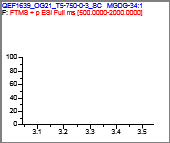 QEF1639_OG21_T5-750-0-3_SC MGDG-34:1
F: FTMS + p ESI Full ms [500.0000-2000.0000]
100
80
60
40
20
0
3.1 3.2 3.3 3.4 3.5